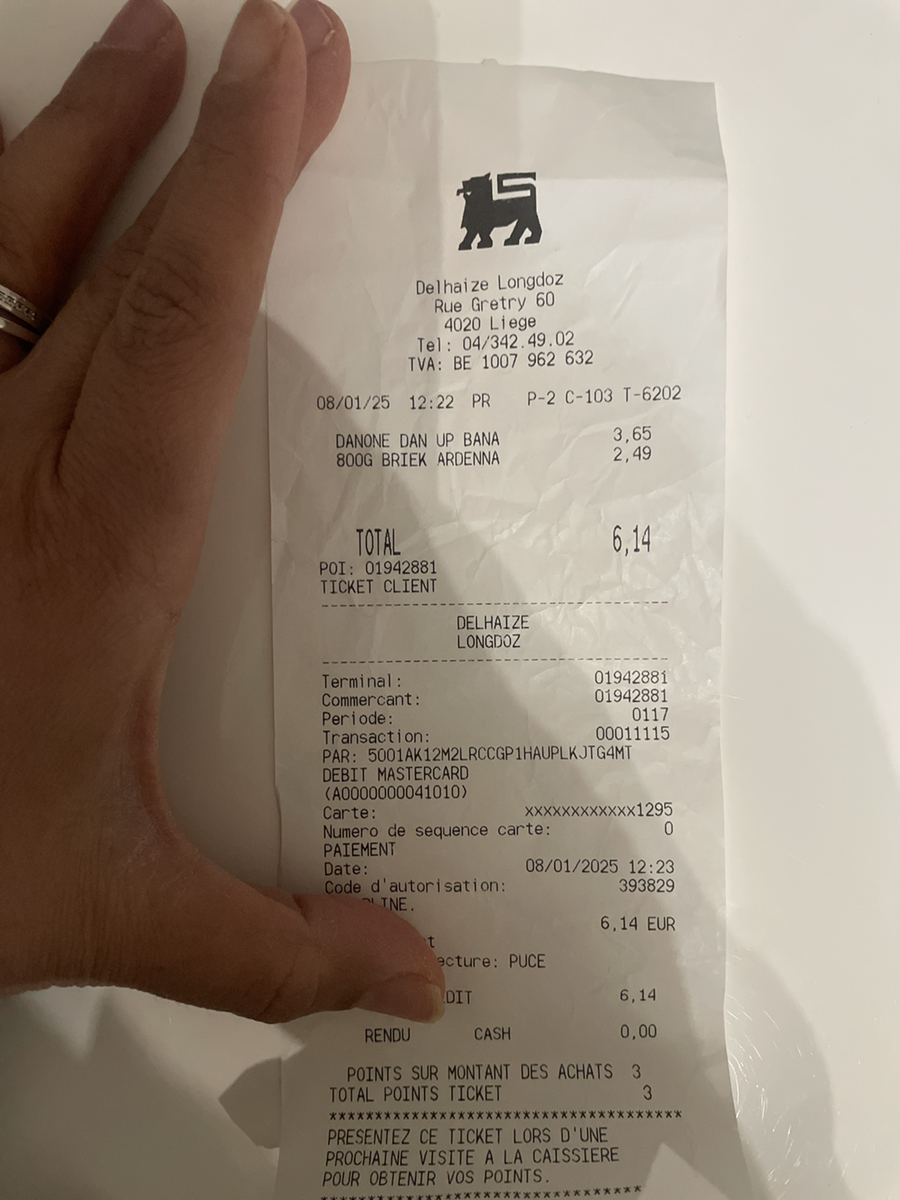 Delhaize Longdoz
Rue Gretry 60
4020 Liege
Tel: 04/342.49.02
TVA: BE 1007 962 632
08/01/25 12:22 PR P-2 C-103 T-6202
DANONE DAN UP BANA 3,65
800G BRIEK ARDENNA 2,49
TOTAL 6,14
POI: 01942881
TICKET CLIENT
DELHAIZE
LONGDOZ
Terminal: 01942881
Commercant: 01942881
Periode: 0117
Transaction: 00011115
PAR: 5001AK12M2LRCCGP1HAUPLKJTG4MT
DEBIT MASTERCARD
(A0000000041010)
Carte: xxxxxxxxxxxx1295
Numero de sequence carte: 0
PAIEMENT
Date: 08/01/2025 12:23
Code d'autorisation: 393829
6,14 EUR
PUCE
6,14
RENDU CASH 0,00
POINTS SUR MONTANT DES ACHATS 3
TOTAL POINTS TICKET 3
***************************************
PRESENTEZ CE TICKET LORS D'UNE
PROCHAINE VISITE A LA CAISSIERE
POUR OBTENIR VOS POINTS.
***********************************